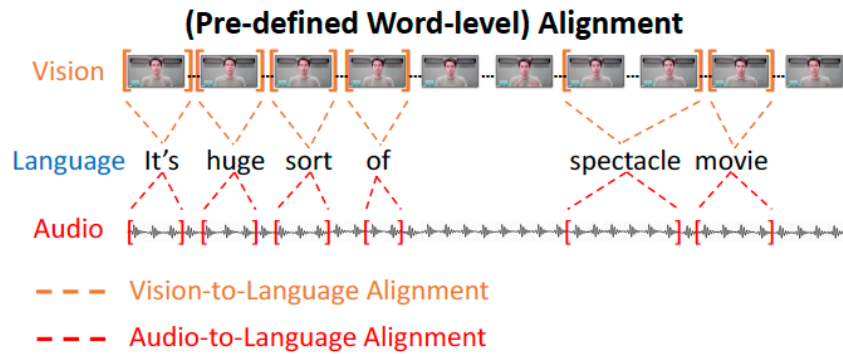 (Pre-defined Word-level) Alignment
Vision
Language It's huge sort of spectacle movie
Audio
Vision-to-Language Alignment
Audio-to-Language Alignment